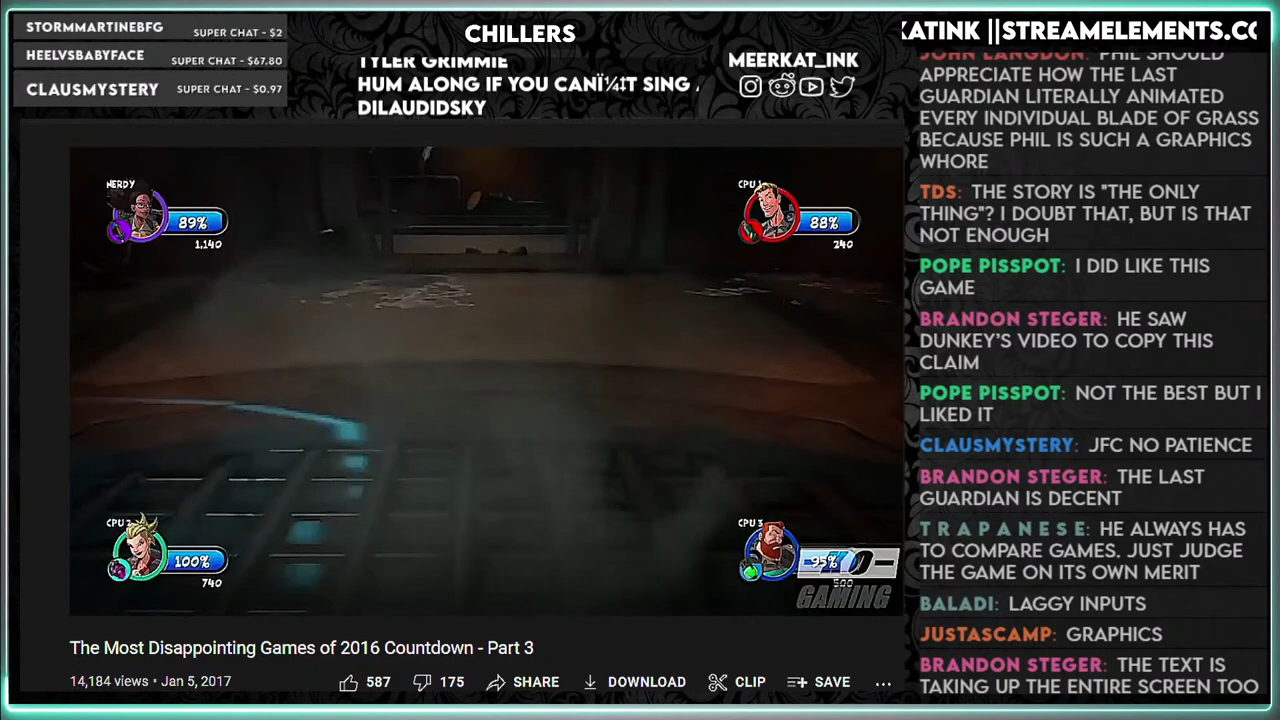 STORMMARTINEBFG SUPER CHAT - $2
HEELVSBABYFACE SUPER CHAT - $67.80
CLAUSMYSTERY SUPER CHAT - $0.97
CHILLERS
TYLER GRIMMIE
HUM ALONG IF YOU CANÏ¼‡T SING
DILAUDIDSKY
MEERKAT_INK
KATINK ||STREAMELEMENTS.CO
JOHN LANGDON: PHIL SHOULD
APPRECIATE HOW THE LAST
GUARDIAN LITERALLY ANIMATED
EVERY INDIVIDUAL BLADE OF GRASS
BECAUSE PHIL IS SUCH A GRAPHICS
WHORE
TDS: THE STORY IS "THE ONLY
THING"? I DOUBT THAT, BUT IS THAT
NOT ENOUGH
POPE PISSPOT: I DID LIKE THIS
GAME
BRANDON STEGER: HE SAW
DUNKEY'S VIDEO TO COPY THIS
CLAIM
POPE PISSPOT: NOT THE BEST BUT I
LIKED IT
CLAUSMYSTERY: JFC NO PATIENCE
BRANDON STEGER: THE LAST
GUARDIAN IS DECENT
TRAPANESE: HE ALWAYS HAS
TO COMPARE GAMES. JUST JUDGE
THE GAME ON ITS OWN MERIT
BALADI: LAGGY INPUTS
JUSTASCAMP: GRAPHICS
BRANDON STEGER: THE TEXT IS
TAKING UP THE ENTIRE SCREEN TOO
NERDY
89%
1,140
CPU 1
88%
240
CPU 2
100%
740
CPU 3
95%
500
KO
GAMING
The Most Disappointing Games of 2016 Countdown - Part 3
14,184 views • Jan 5, 2017
587 175 SHARE DOWNLOAD CLIP SAVE ...